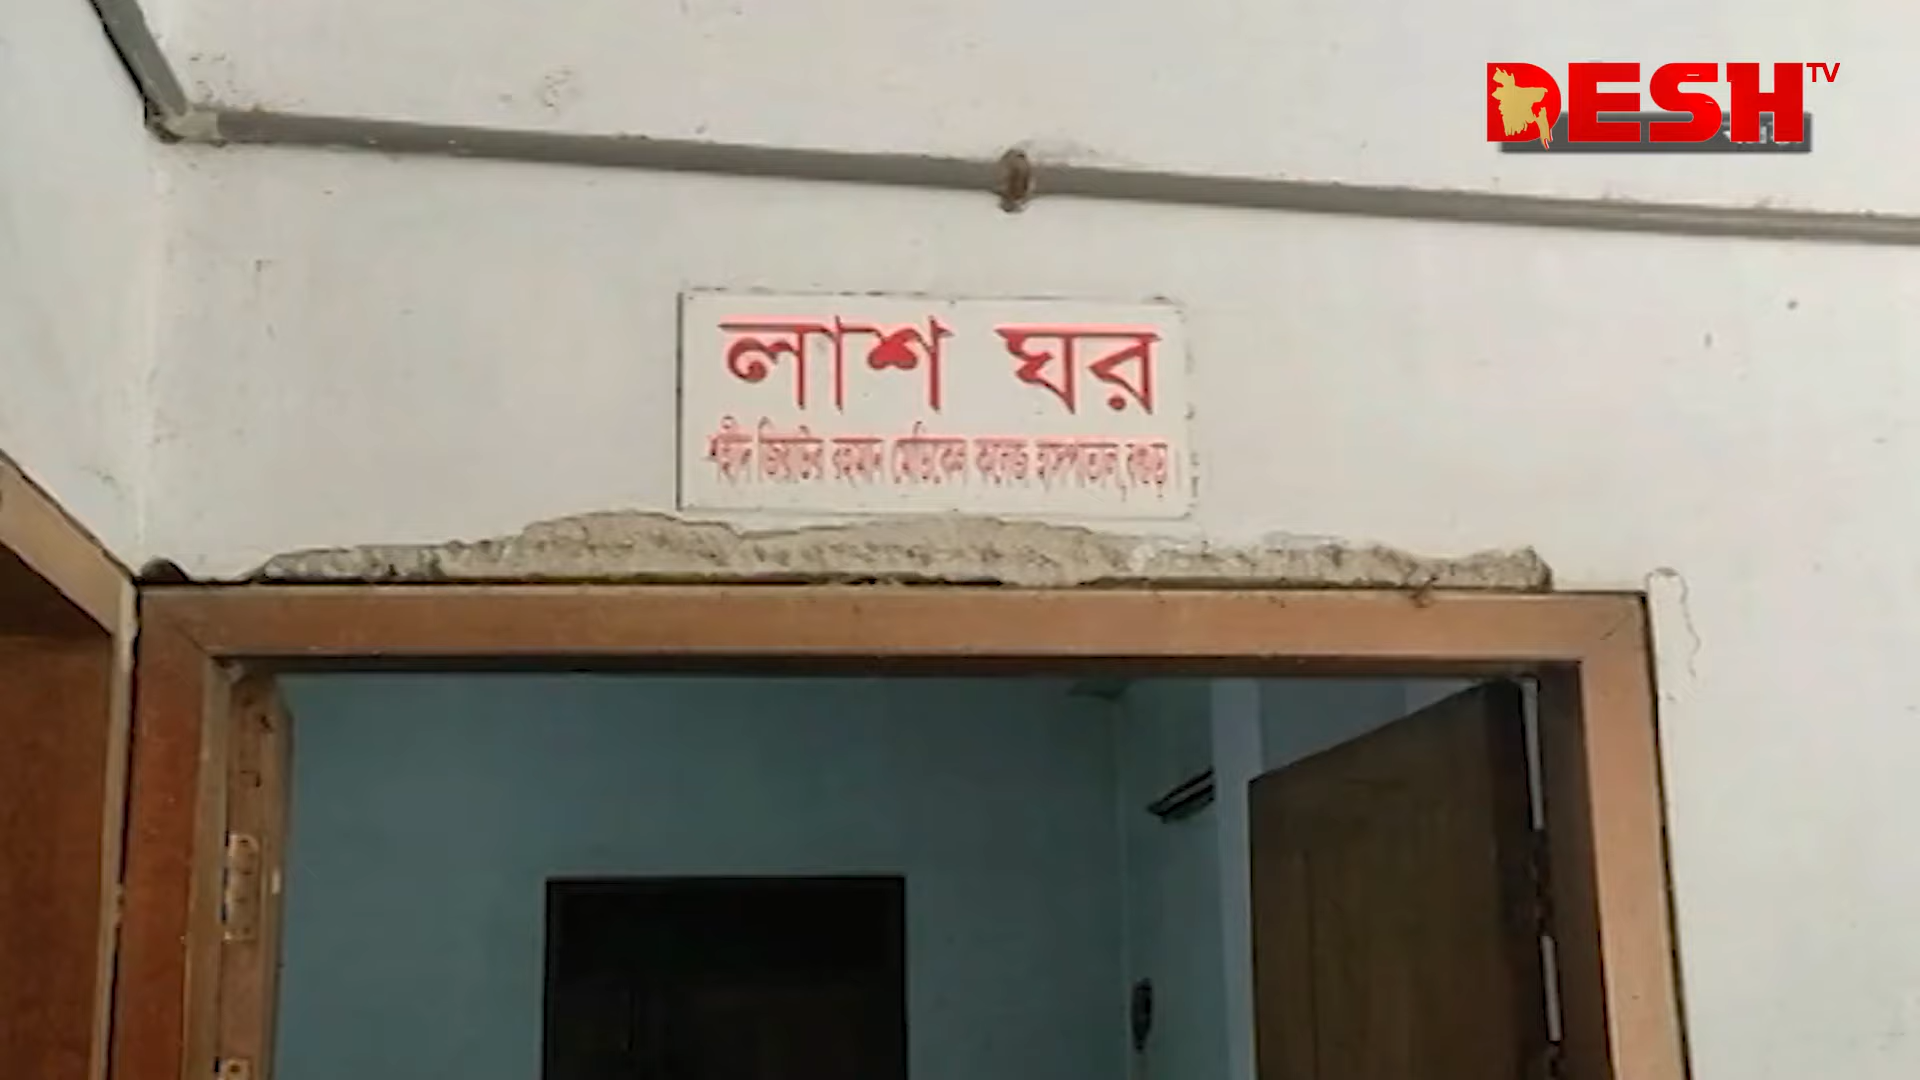 DESH TV
লাশ ঘর
শহীদ জিয়াউর রহমান মেডিকেল কলেজ হাসপাতাল, বগুড়া।